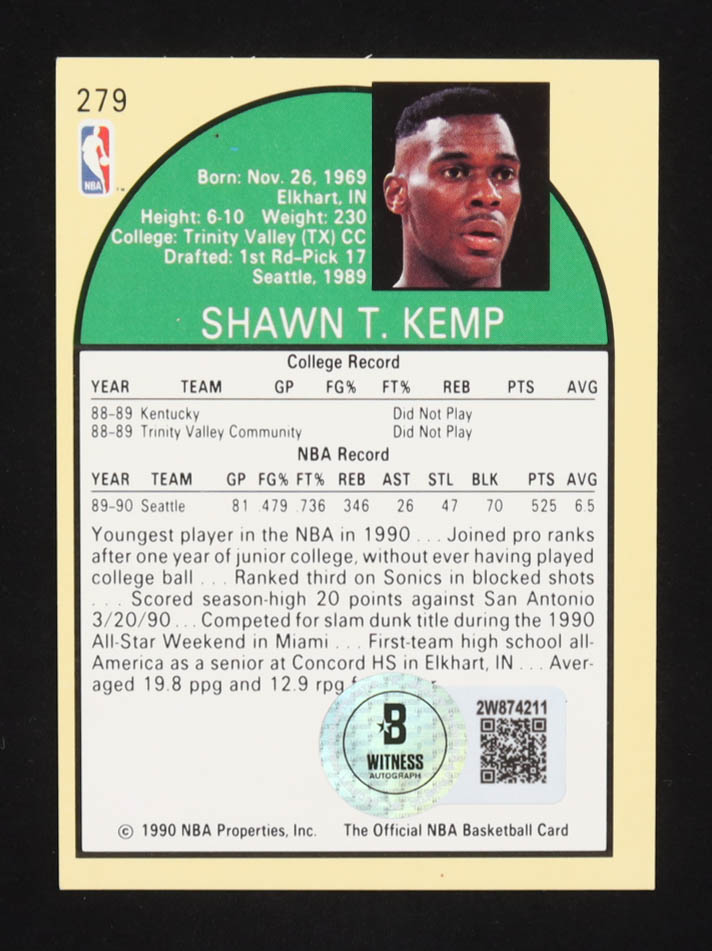 279
NBA
Born: Nov. 26, 1969
Elkhart, IN
Height: 6-10 Weight: 230
College: Trinity Valley (TX) CC
Drafted: 1st Rd–Pick 17
Seattle, 1989
SHAWN T. KEMP
College Record
YEAR TEAM GP FG% FT% REB PTS AVG
88–89 Kentucky Did Not Play
88–89 Trinity Valley Community Did Not Play
NBA Record
YEAR TEAM GP FG% FT% REB AST STL BLK PTS AVG
89–90 Seattle 81 .479 .736 346 26 47 70 525 6.5
Youngest player in the NBA in 1990 . . . Joined pro ranks
after one year of junior college, without ever having played
college ball . . . Ranked third on Sonics in blocked shots
. . . Scored season-high 20 points against San Antonio
3/20/90 . . . Competed for slam dunk title during the 1990
All-Star Weekend in Miami . . . First-team high school all-
America as a senior at Concord HS in Elkhart, IN . . . Aver-
aged 19.8 ppg and 12.9 rpg
B
WITNESS
AUTOGRAPH
2W874211
© 1990 NBA Properties, Inc. The Official NBA Basketball Card